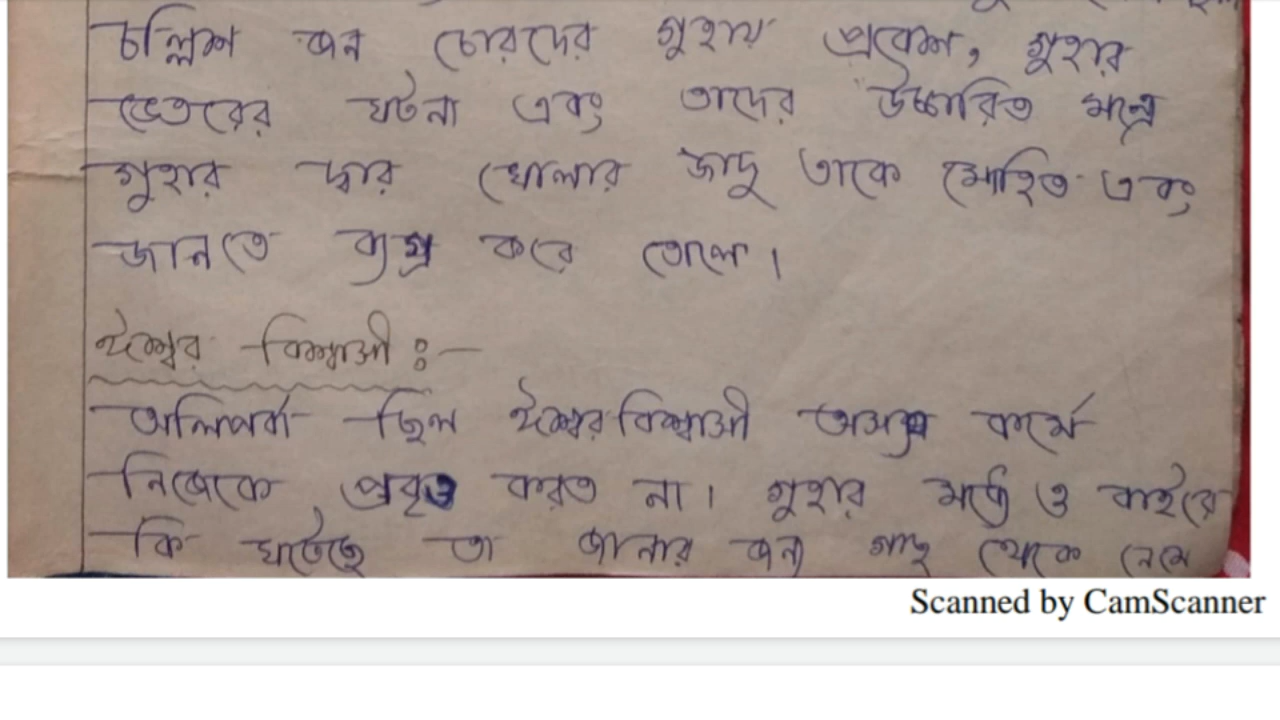 চল্লিশ জন চোরদের গুহায় প্রবেশ, গুহার
ভেতরের ঘটনা এবং তাদের উচ্চারিত মন্ত্রে
গুহার দ্বার খোলার জাদু তাকে মোহিত এবং
জানতে ব্যগ্র করে তোলে।
ঈশ্বর বিশ্বাসী :—
আলিবাবা ছিল ঈশ্বর বিশ্বাসী অসৎ কর্মে
নিজেকে প্রবৃত্ত করত না। গুহার মধ্যে ও বাইরে
কি ঘটেছে তা জানার জন্য গাছ থেকে নেমে
Scanned by CamScanner